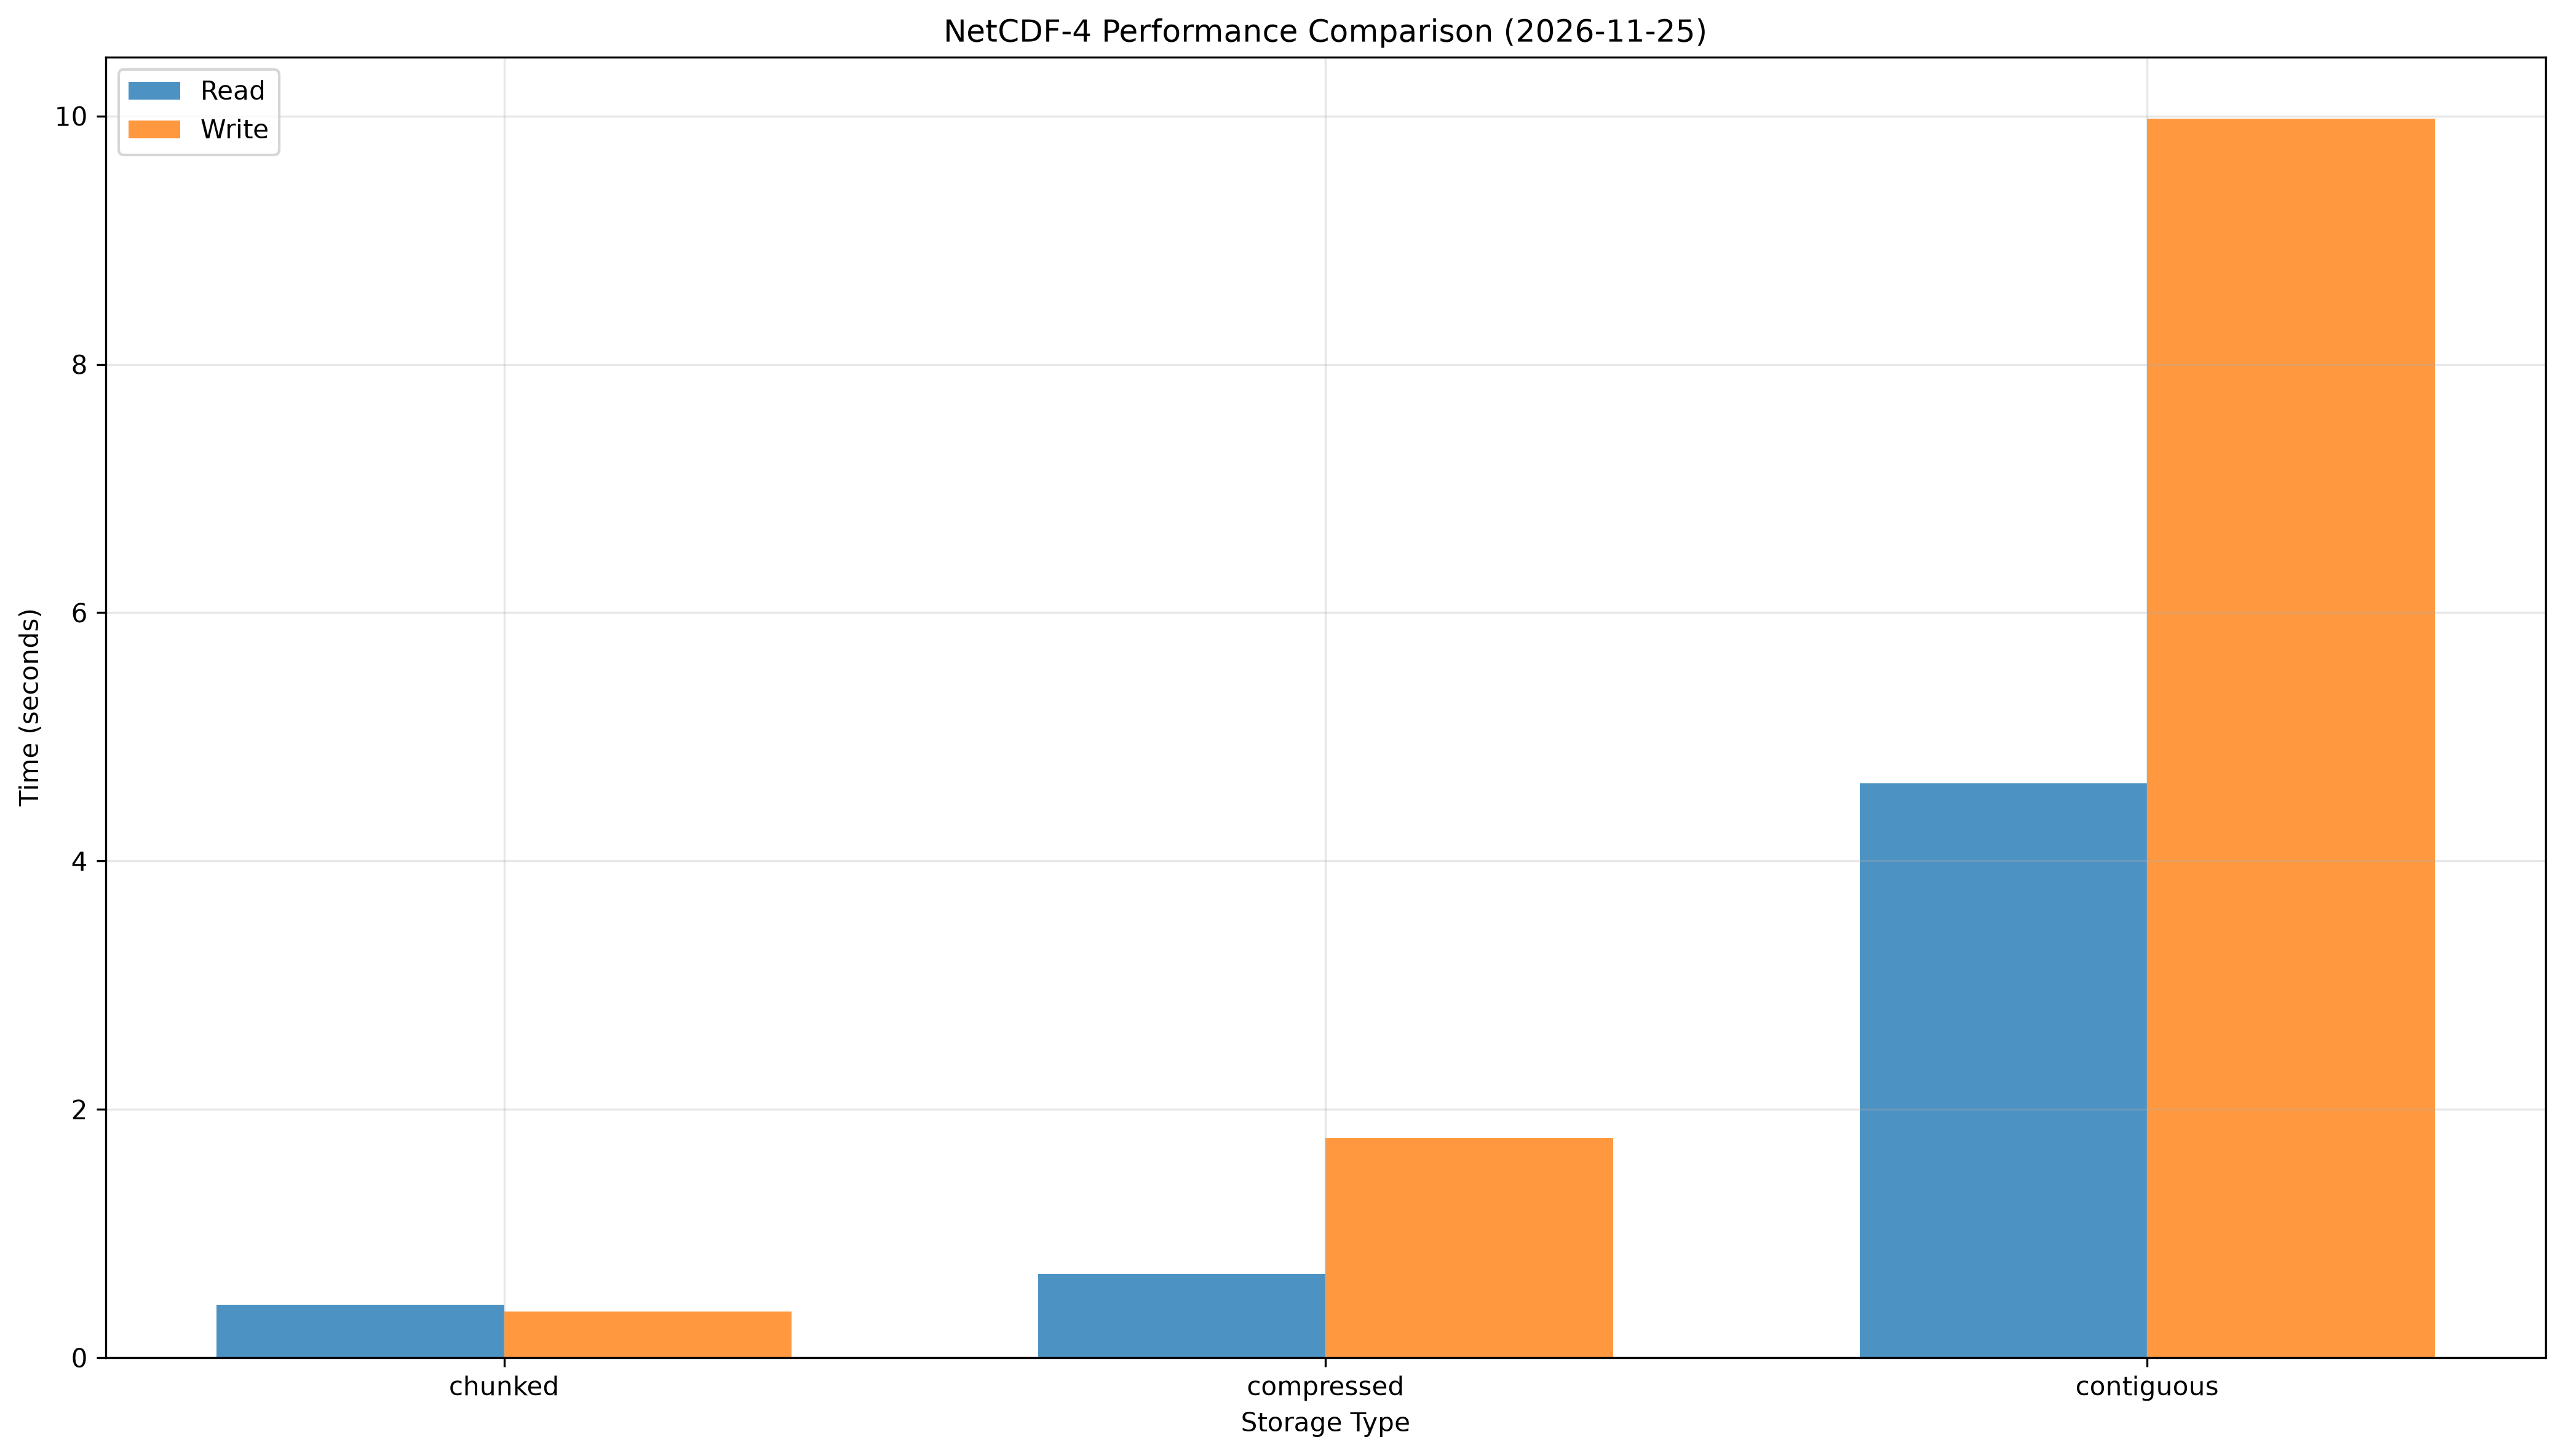 NetCDF-4 Performance Comparison (2026-11-25)
Read
Write
10
8
6
4
2
0
Time (seconds)
chunked
compressed
contiguous
Storage Type